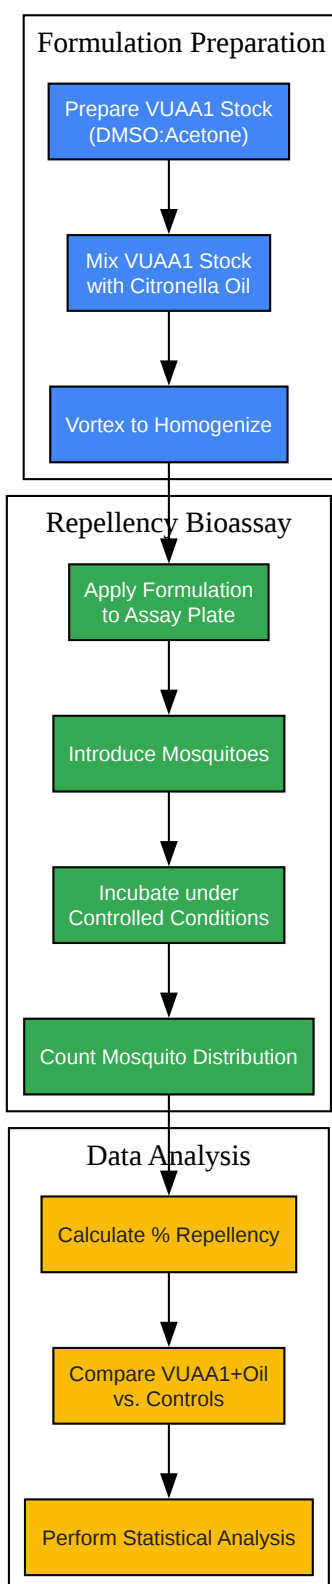 Formulation Preparation
Prepare VUAA1 Stock
(DMSO:Acetone)
Mix VUAA1 Stock
with Citronella Oil
Vortex to Homogenize
Repellency Bioassay
Apply Formulation
to Assay Plate
Introduce Mosquitoes
Incubate under
Controlled Conditions
Count Mosquito Distribution
Data Analysis
Calculate % Repellency
Compare VUAA1+Oil
vs. Controls
Perform Statistical Analysis